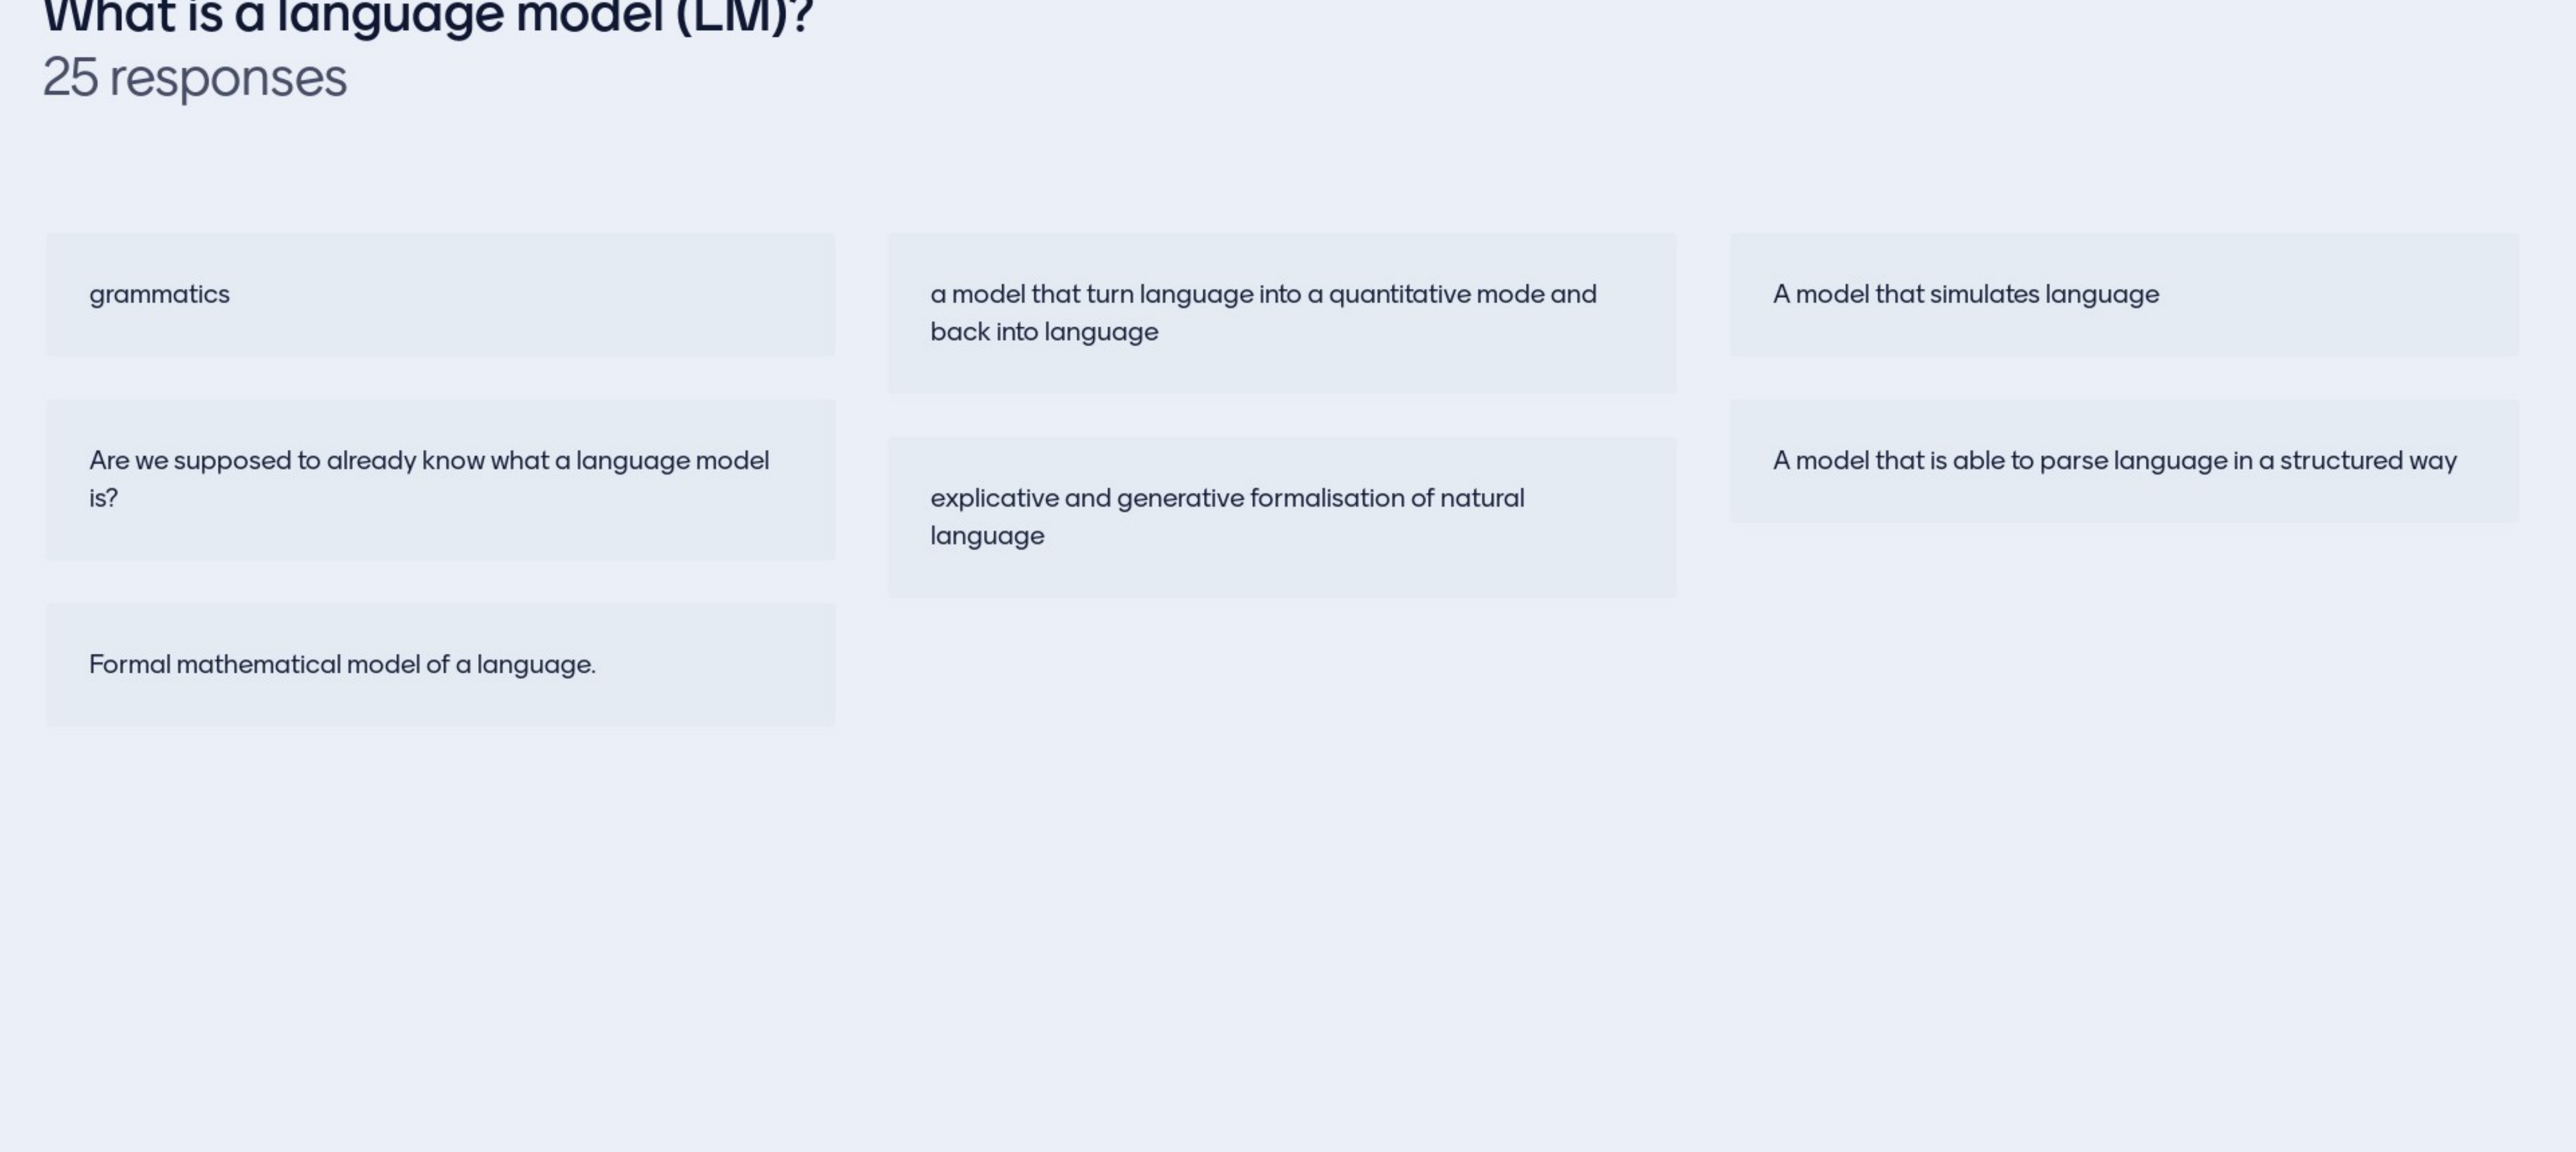 What is a language model (LM)?
25 responses
grammatics
Are we supposed to already know what a language model
is?
Formal mathematical model of a language.
a model that turn language into a quantitative mode and
back into language
explicative and generative formalisation of natural
language
A model that simulates language
A model that is able to parse language in a structured way